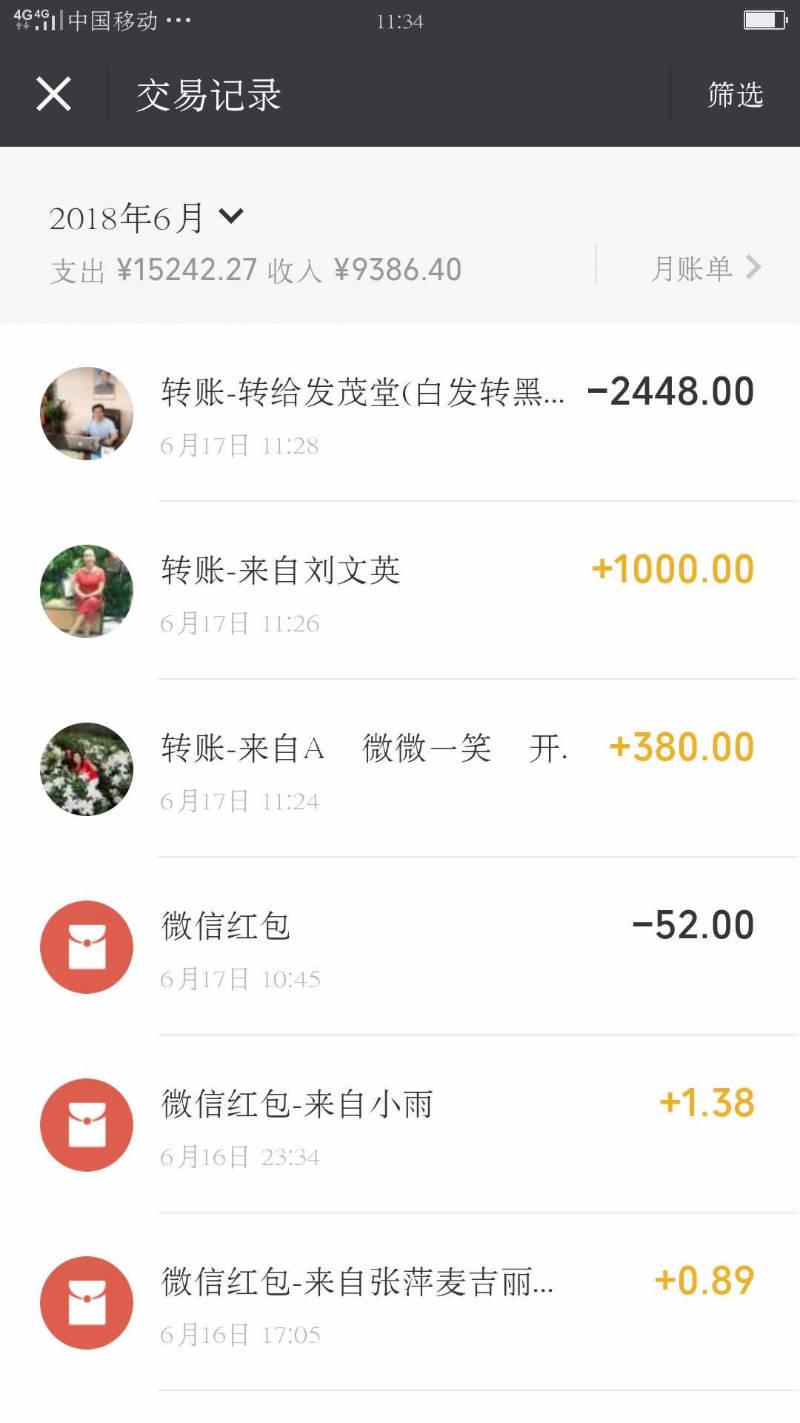 4G 4G 中国移动 ··· 11:34
交易记录 筛选
2018年6月
支出 ¥15242.27 收入 ¥9386.40 月账单
转账-转给发茂堂(白发转黑... -2448.00
6月17日 11:28
转账-来自刘文英 +1000.00
6月17日 11:26
转账-来自A 微微一笑 开. +380.00
6月17日 11:24
微信红包 -52.00
6月17日 10:45
微信红包-来自小雨 +1.38
6月16日 23:34
微信红包-来自张萍麦吉丽... +0.89
6月16日 17:05